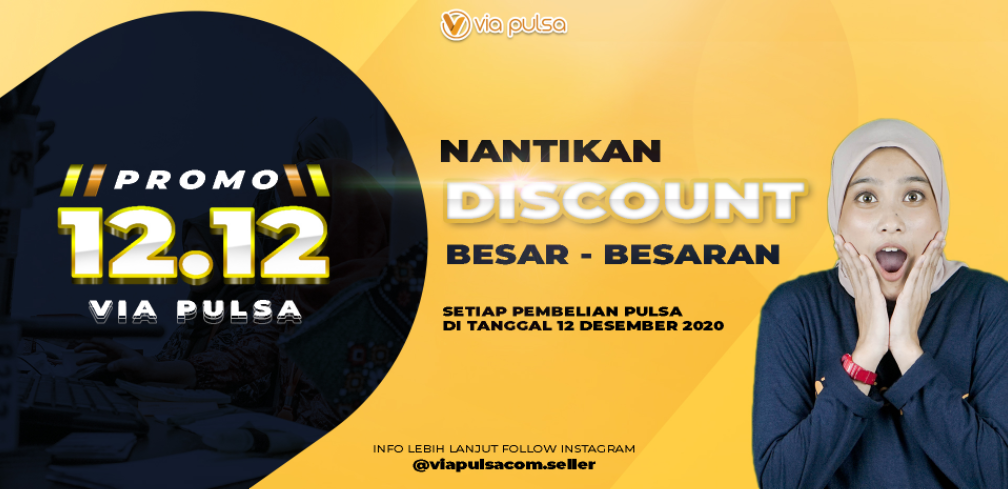 via pulsa
PROMO
12.12
VIA PULSA
NANTIKAN
DISCOUNT
BESAR - BESARAN
SETIAP PEMBELIAN PULSA
DI TANGGAL 12 DESEMBER 2020
INFO LEBIH LANJUT FOLLOW INSTAGRAM
@viapulsacom.seller